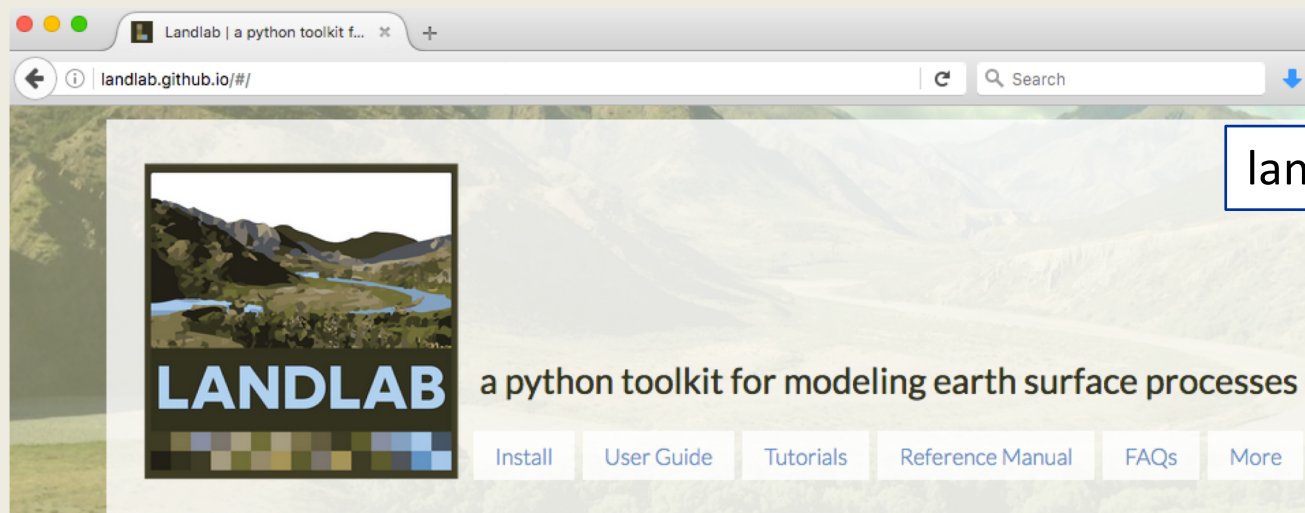 Landlab | a python toolkit f...
landlab.github.io/#/
Search
lan
LANDLAB
a python toolkit for modeling earth surface processes
Install
User Guide
Tutorials
Reference Manual
FAQs
More